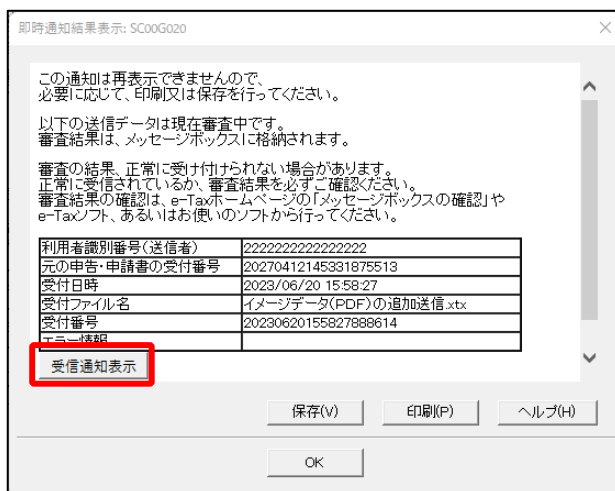 即時通知結果表示: SC00G020
この通知は再表示できませんので、
必要に応じて、印刷又は保存を行ってください。
以下の送信データは現在審査中です。
審査結果は、メッセージボックスに格納されます。
審査の結果、正常に受け付けられない場合があります。
正常に受信されているか、審査結果を必ずご確認ください。
審査結果の確認は、e-Taxホームページの「メッセージボックスの確認」や
e-Taxソフト、あるいはお使いのソフトから行ってください。
利用者識別番号(送信者) 2222222222222222
元の申告・申請書の受付番号 20270412145331875513
受付日時 2023/06/20 15:58:27
受付ファイル名 イメージデータ(PDF)の追加送信.xtx
受付番号 20230620155827888614
エラー情報
受信通知表示
保存(V) 印刷(P) ヘルプ(H)
OK